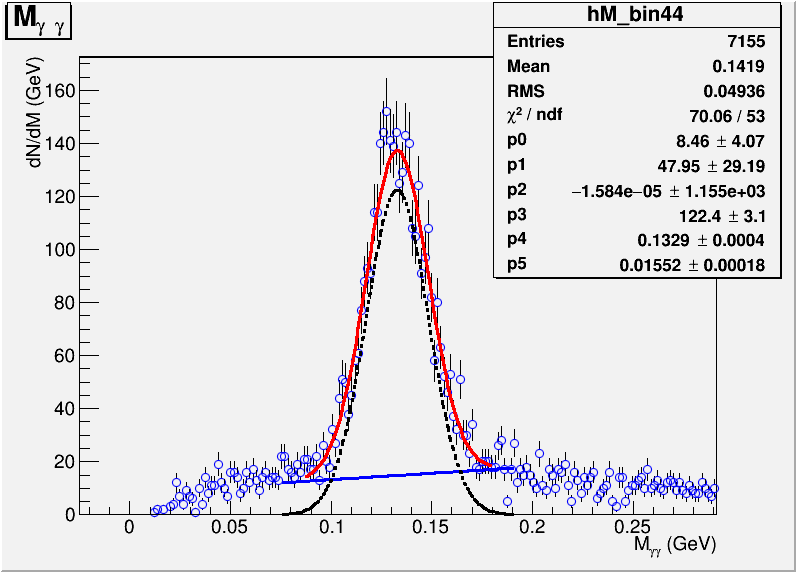 M_γ γ
hM_bin44
Entries 7155
Mean 0.1419
RMS 0.04936
χ² / ndf 70.06 / 53
p0 8.46 ± 4.07
p1 47.95 ± 29.19
p2 −1.584e−05 ± 1.155e+03
p3 122.4 ± 3.1
p4 0.1329 ± 0.0004
p5 0.01552 ± 0.00018
dN/dM (GeV)
160
140
120
100
80
60
40
20
0
0 0.05 0.1 0.15 0.2 0.25
M_γγ (GeV)